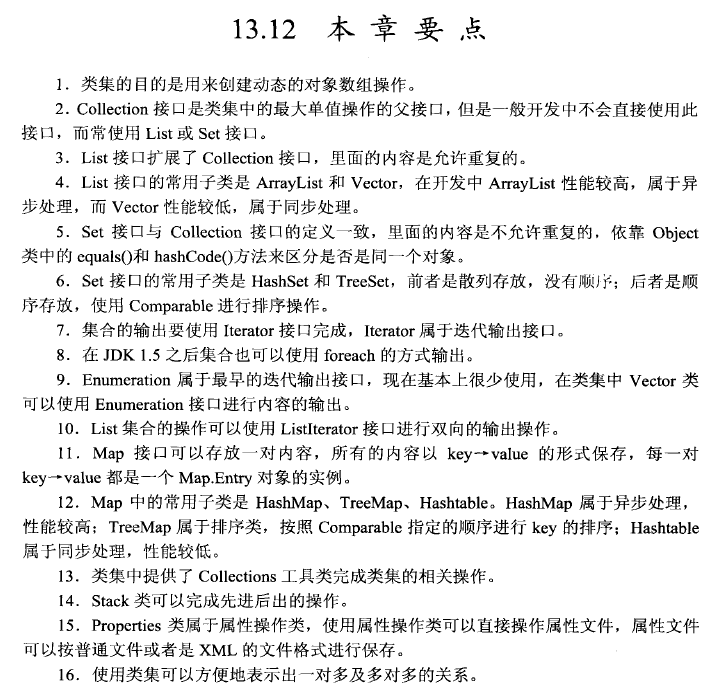 13.12 本章要点
1．类集的目的是用来创建动态的对象数组操作。
2．Collection 接口是类集中的最大单值操作的父接口，但是一般开发中不会直接使用此
接口，而常使用 List 或 Set 接口。
3．List 接口扩展了 Collection 接口，里面的内容是允许重复的。
4．List 接口的常用子类是 ArrayList 和 Vector，在开发中 ArrayList 性能较高，属于异
步处理，而 Vector 性能较低，属于同步处理。
5．Set 接口与 Collection 接口的定义一致，里面的内容是不允许重复的，依靠 Object
类中的 equals()和 hashCode()方法来区分是否是同一个对象。
6．Set 接口的常用子类是 HashSet 和 TreeSet，前者是散列存放，没有顺序；后者是顺
序存放，使用 Comparable 进行排序操作。
7．集合的输出要使用 Iterator 接口完成，Iterator 属于迭代输出接口。
8．在 JDK 1.5 之后集合也可以使用 foreach 的方式输出。
9．Enumeration 属于最早的迭代输出接口，现在基本上很少使用，在类集中 Vector 类
可以使用 Enumeration 接口进行内容的输出。
10．List 集合的操作可以使用 ListIterator 接口进行双向的输出操作。
11．Map 接口可以存放一对内容，所有的内容以 key→value 的形式保存，每一对
key→value 都是一个 Map.Entry 对象的实例。
12．Map 中的常用子类是 HashMap、TreeMap、Hashtable。HashMap 属于异步处理，
性能较高；TreeMap 属于排序类，按照 Comparable 指定的顺序进行 key 的排序；Hashtable
属于同步处理，性能较低。
13．类集中提供了 Collections 工具类完成类集的相关操作。
14．Stack 类可以完成先进后出的操作。
15．Properties 类属于属性操作类，使用属性操作类可以直接操作属性文件，属性文件
可以按普通文件或者是 XML 的文件格式进行保存。
16．使用类集可以方便地表示出一对多及多对多的关系。